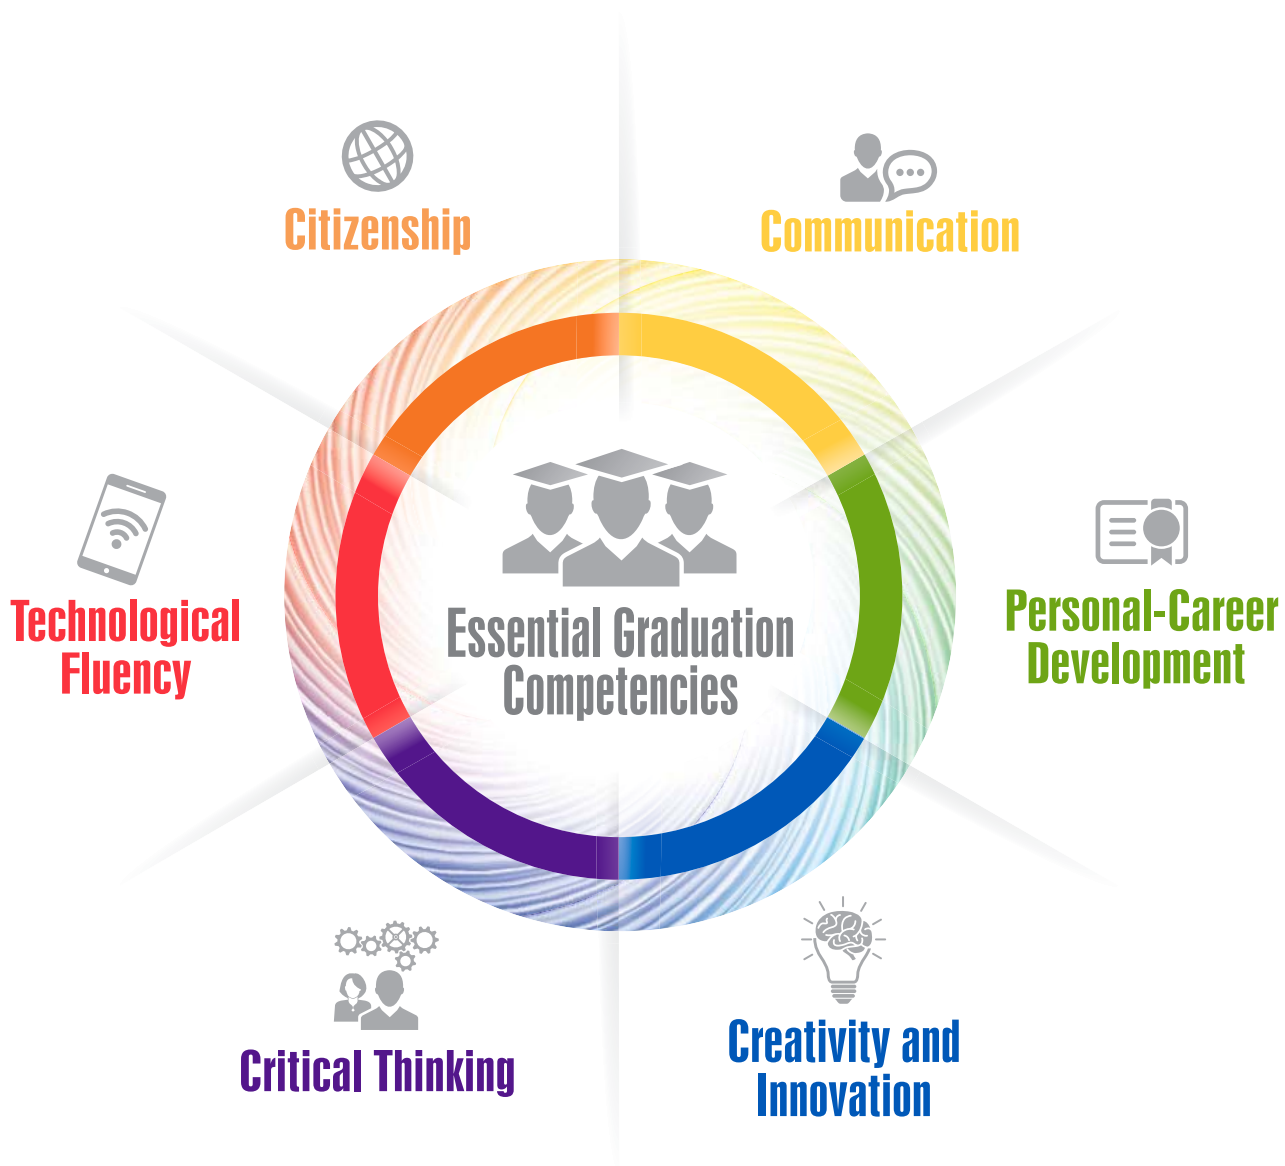 Citizenship
Communication
Technological
Fluency
Essential Graduation
Competencies
Personal-Career
Development
Critical Thinking
Creativity and
Innovation